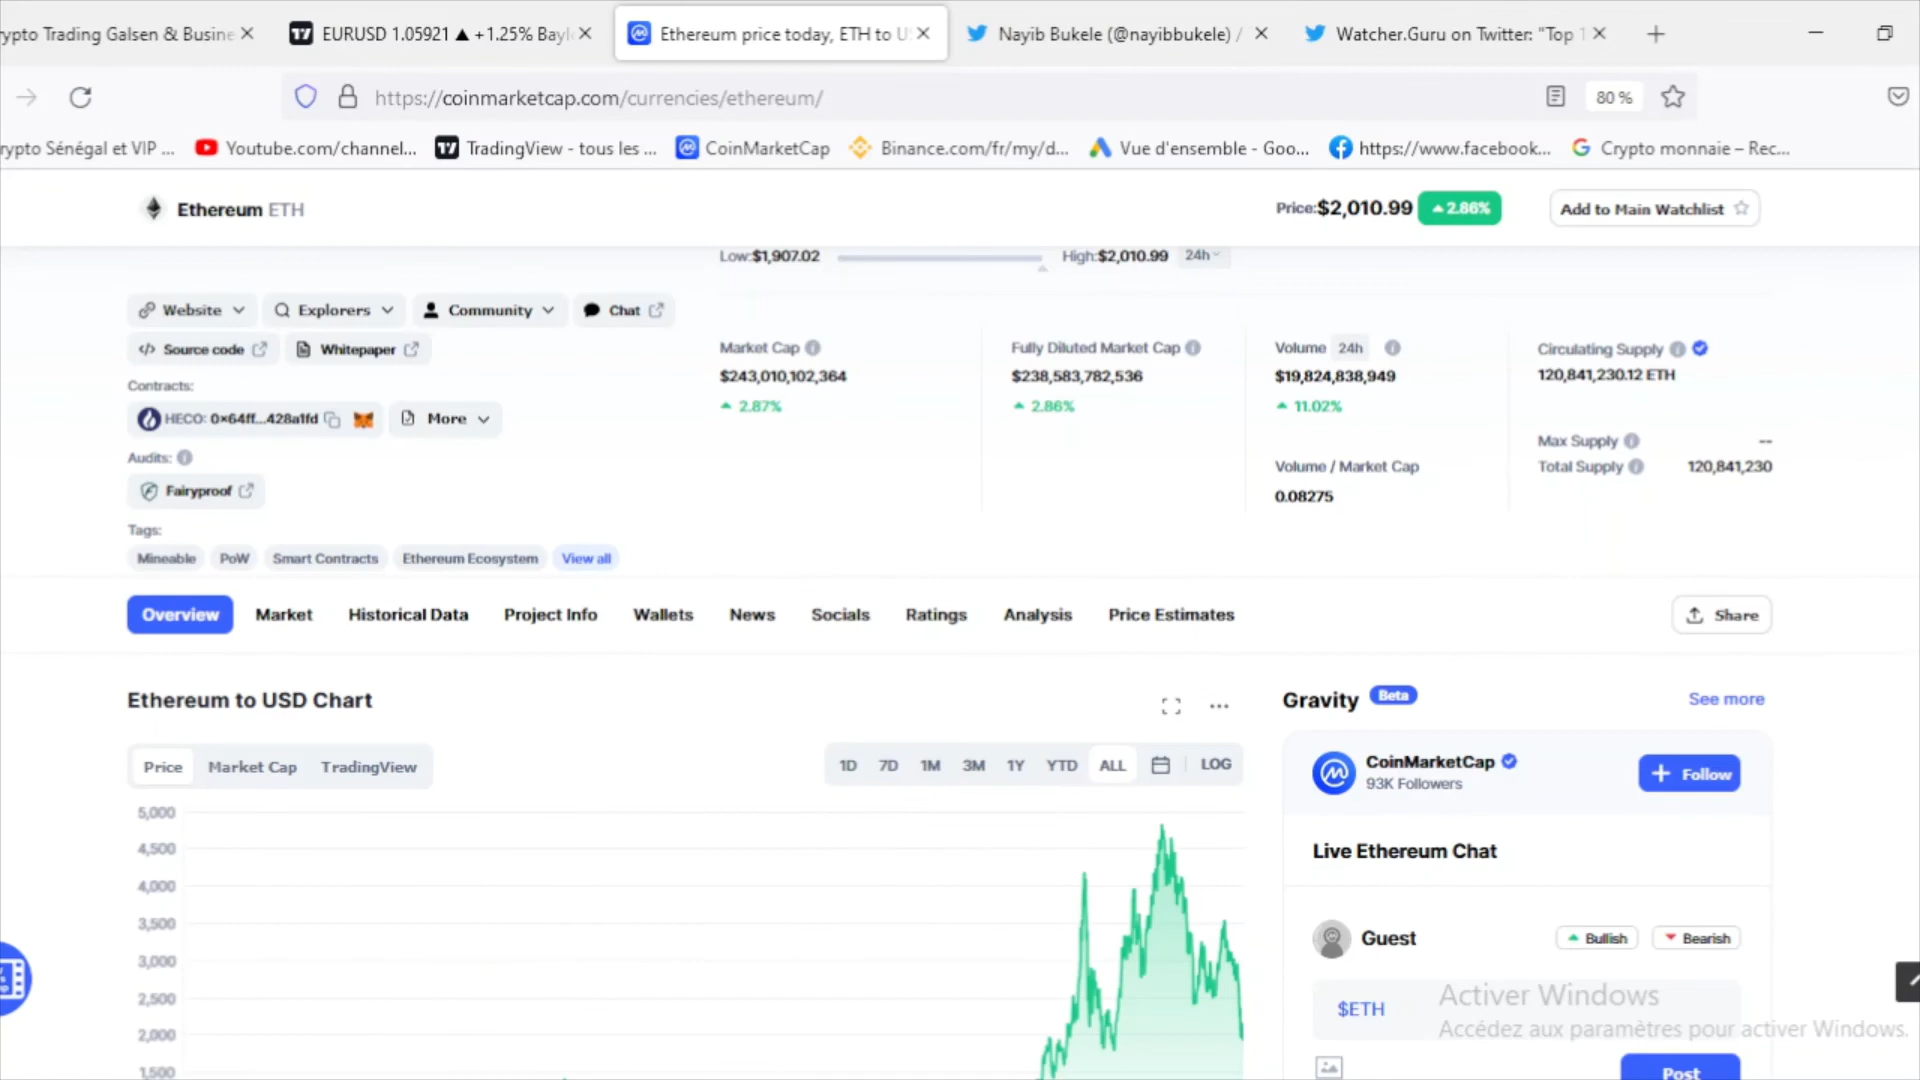 rypto Trading Galsen & Busine
EURUSD 1.05921 ▲ +1.25% Bayl
Ethereum price today, ETH to U
Nayib Bukele (@nayibbukele) /
Watcher.Guru on Twitter: "Top 1
https://coinmarketcap.com/currencies/ethereum/
80 %
rypto Sénégal et VIP ...
Youtube.com/channel...
TradingView - tous les ...
CoinMarketCap
Binance.com/fr/my/d...
Vue d'ensemble - Goo...
https://www.facebook...
Crypto monnaie – Rec...
Ethereum ETH
Price:$2,010.99
2.86%
Add to Main Watchlist
Low:$1,907.02
High:$2,010.99
24h
Website
Explorers
Community
Chat
Source code
Whitepaper
Contracts:
HECO: 0x64ff...428a1fd
More
Audits:
Fairyproof
Tags:
Mineable
PoW
Smart Contracts
Ethereum Ecosystem
View all
Market Cap
$243,010,102,364
2.87%
Fully Diluted Market Cap
$238,583,782,536
2.86%
Volume 24h
$19,824,838,949
11.02%
Volume / Market Cap
0.08275
Circulating Supply
120,841,230.12 ETH
Max Supply --
Total Supply 120,841,230
Overview
Market
Historical Data
Project Info
Wallets
News
Socials
Ratings
Analysis
Price Estimates
Share
Ethereum to USD Chart
Price
Market Cap
TradingView
1D
7D
1M
3M
1Y
YTD
ALL
LOG
5,000
4,500
4,000
3,500
3,000
2,500
2,000
1,500
Gravity Beta
See more
CoinMarketCap
93K Followers
+ Follow
Live Ethereum Chat
Guest
Bullish
Bearish
$ETH
Activer Windows
Accédez aux paramètres pour activer Windows.
Post